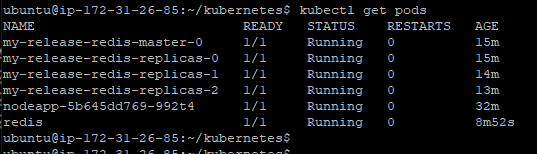 ubuntu@ip-172-31-26-85:~/kubernetes$ kubectl get pods
NAME READY STATUS RESTARTS AGE
my-release-redis-master-0 1/1 Running 0 15m
my-release-redis-replicas-0 1/1 Running 0 15m
my-release-redis-replicas-1 1/1 Running 0 14m
my-release-redis-replicas-2 1/1 Running 0 13m
nodeapp-5b645dd769-992t4 1/1 Running 0 32m
redis 1/1 Running 0 8m52s
ubuntu@ip-172-31-26-85:~/kubernetes$
ubuntu@ip-172-31-26-85:~/kubernetes$